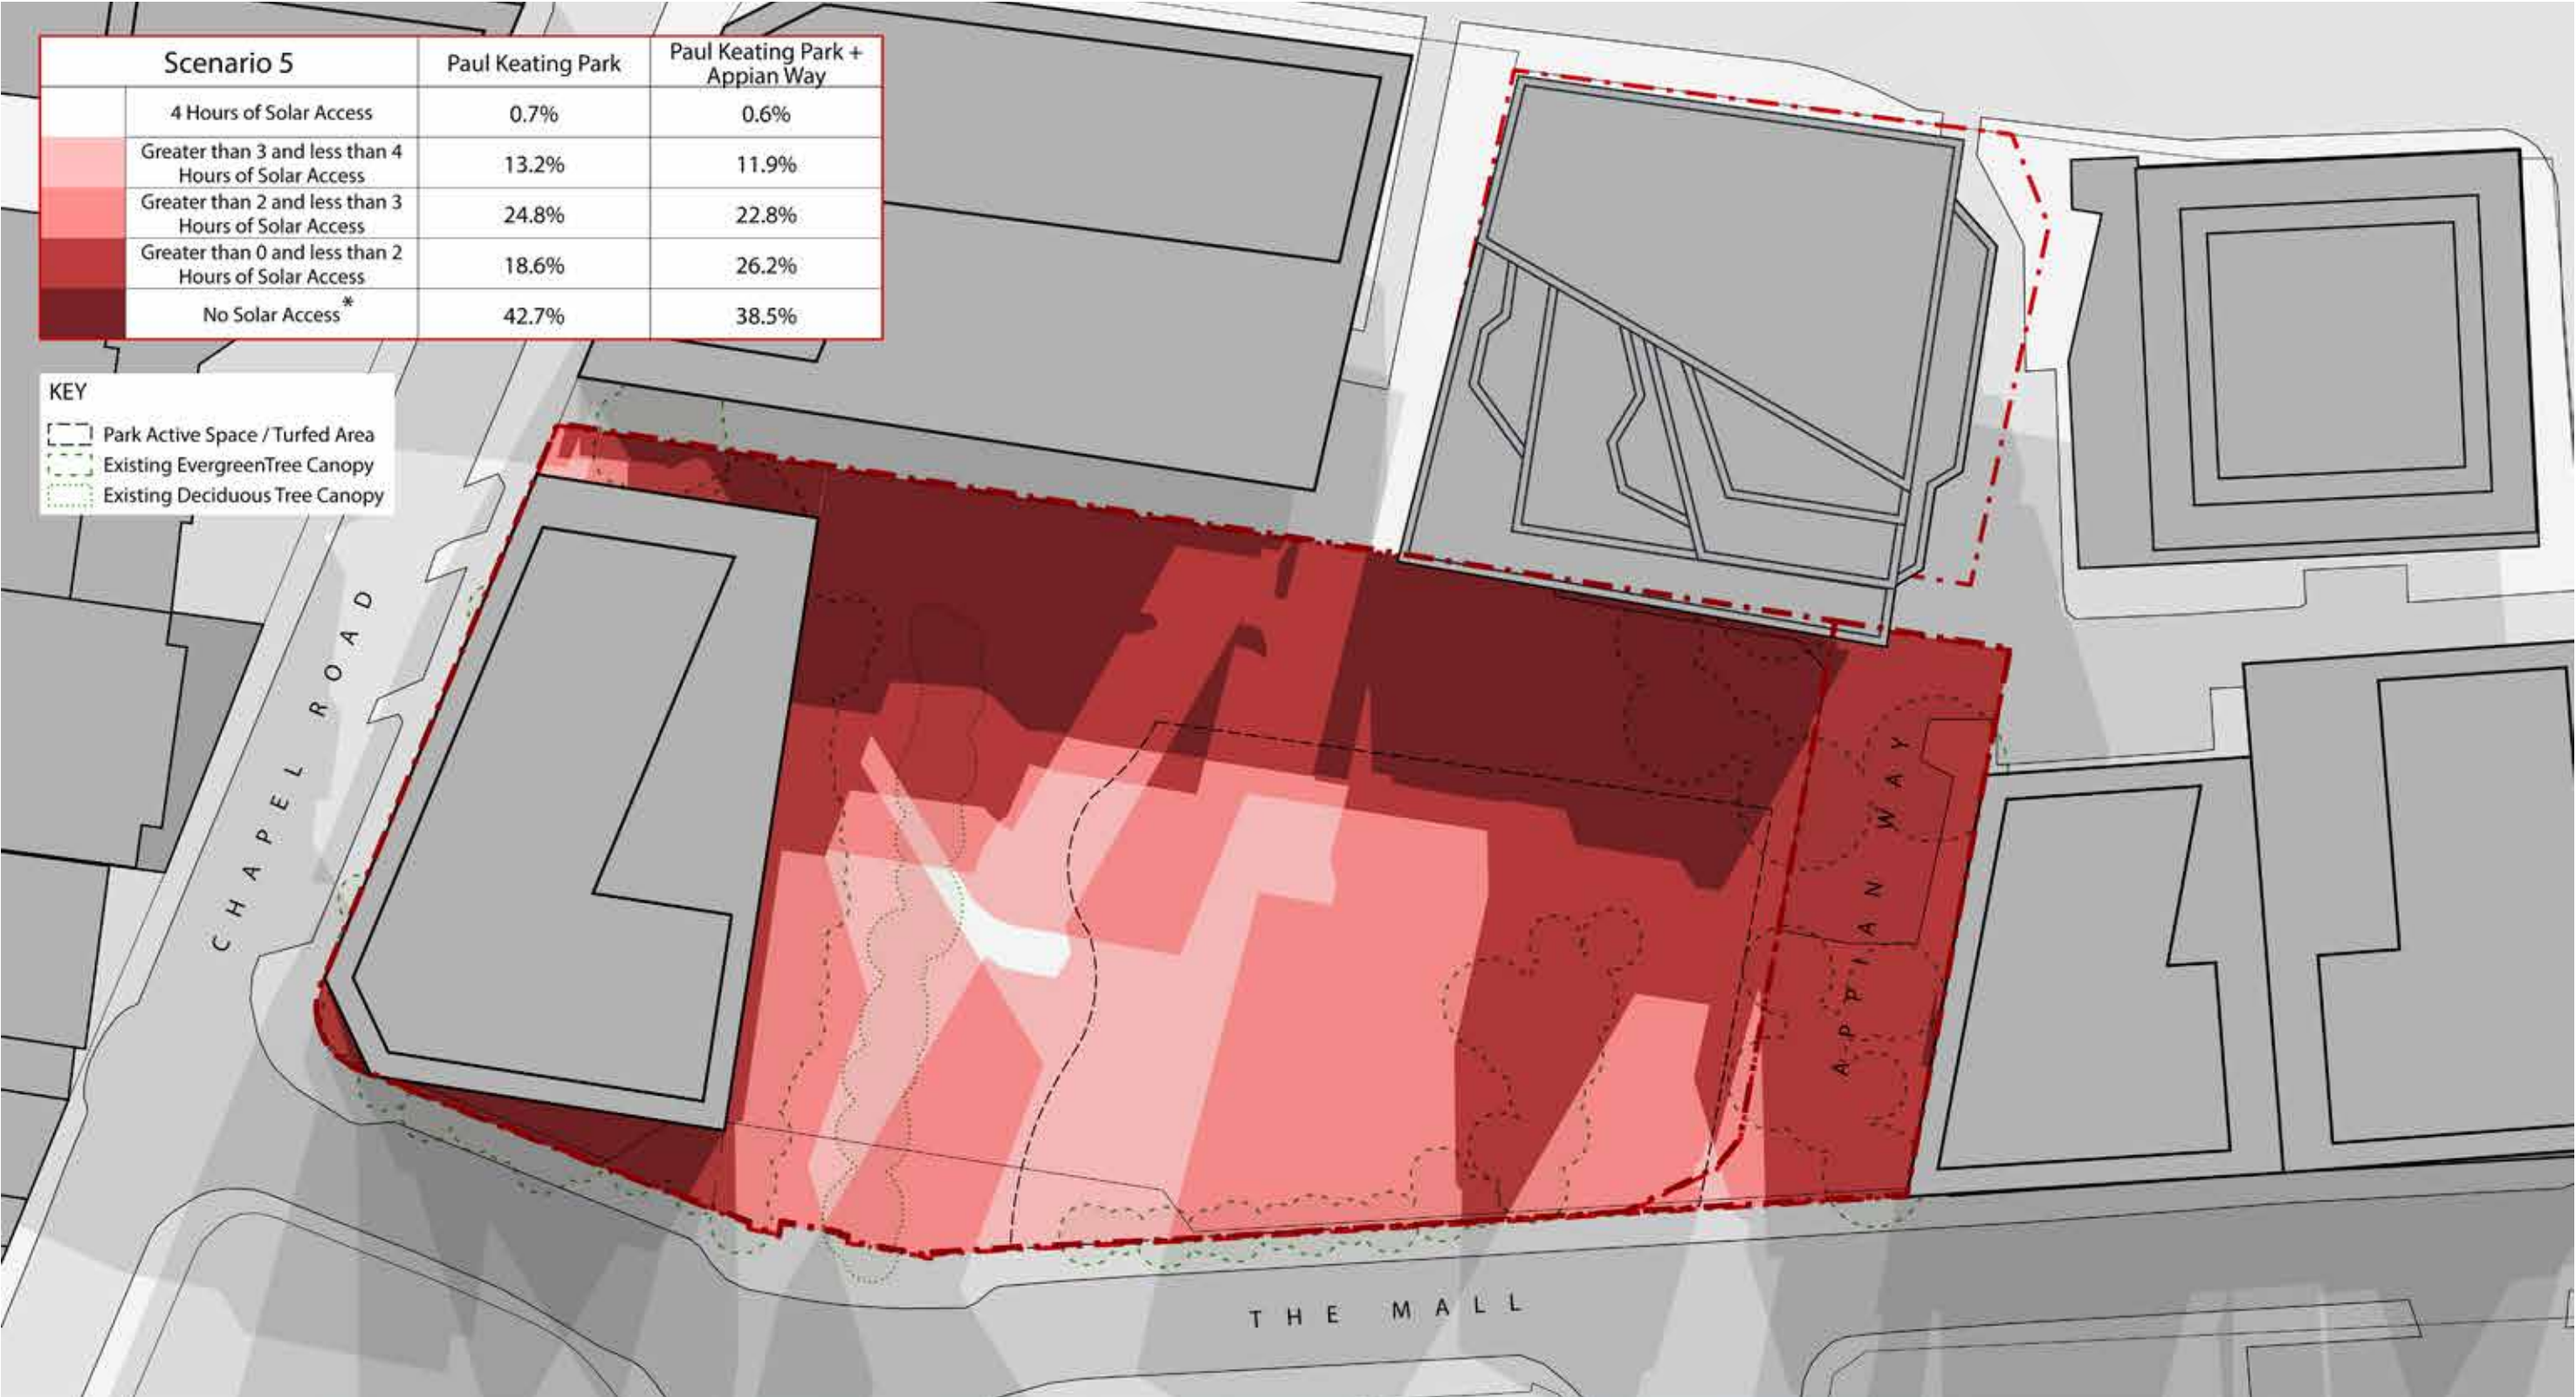 Scenario 5
Paul Keating Park
Paul Keating Park +
Appian Way
4 Hours of Solar Access
0.7%
0.6%
Greater than 3 and less than 4
Hours of Solar Access
13.2%
11.9%
Greater than 2 and less than 3
Hours of Solar Access
24.8%
22.8%
Greater than 0 and less than 2
Hours of Solar Access
18.6%
26.2%
No Solar Access*
42.7%
38.5%
KEY
Park Active Space / Turfed Area
Existing EvergreenTree Canopy
Existing Deciduous Tree Canopy
CHAPEL ROAD
APPIAN WAY
THE MALL